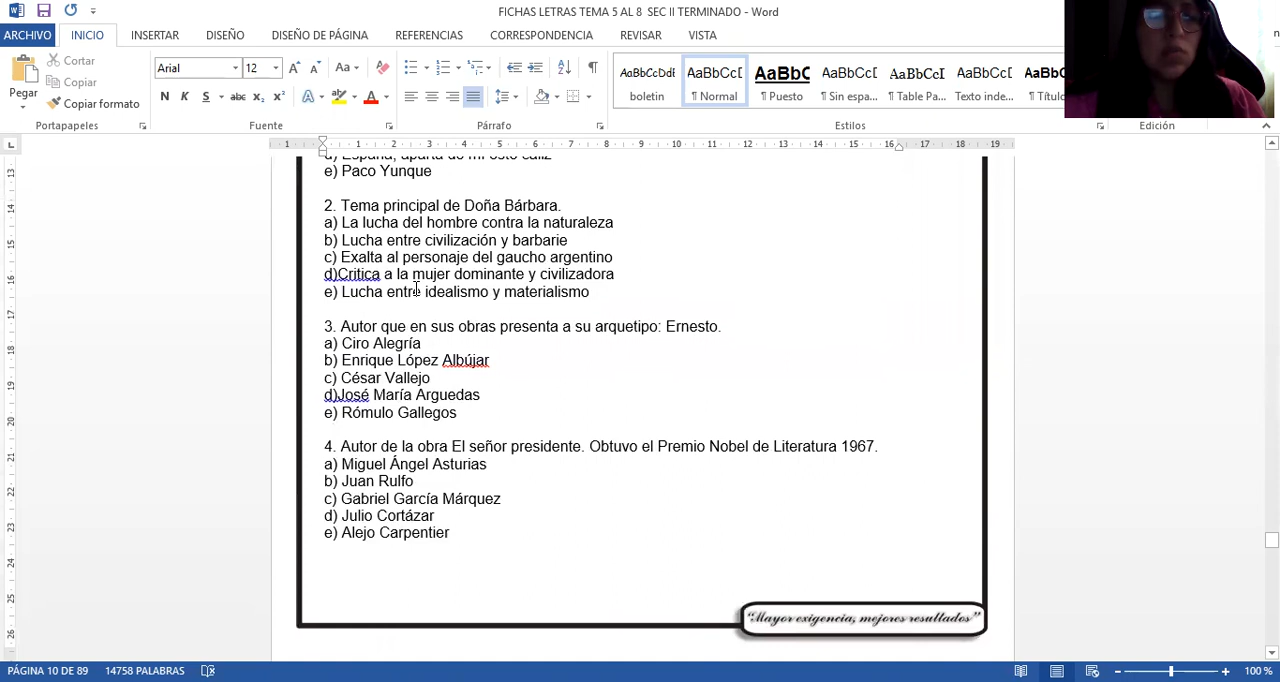 FICHAS LETRAS TEMA 5 AL 8 SEC II TERMINADO - Word
ARCHIVO INICIO INSERTAR DISEÑO DISEÑO DE PÁGINA REFERENCIAS CORRESPONDENCIA REVISAR VISTA
Cortar
Copiar
Copiar formato
Pegar
Arial 12
AaBbCcDdE AaBbCcD AaBbC AaBbCcD AaBbCcI AaBbCcD AaBbC
boletin ¶ Normal ¶ Puesto ¶ Sin espa... ¶ Table Pa... Texto inde... ¶ Título
Portapapeles Fuente Párrafo Estilos Edición
e) Paco Yunque
2. Tema principal de Doña Bárbara.
a) La lucha del hombre contra la naturaleza
b) Lucha entre civilización y barbarie
c) Exalta al personaje del gaucho argentino
d)Critica a la mujer dominante y civilizadora
e) Lucha entre idealismo y materialismo
3. Autor que en sus obras presenta a su arquetipo: Ernesto.
a) Ciro Alegría
b) Enrique López Albújar
c) César Vallejo
d)José María Arguedas
e) Rómulo Gallegos
4. Autor de la obra El señor presidente. Obtuvo el Premio Nobel de Literatura 1967.
a) Miguel Ángel Asturias
b) Juan Rulfo
c) Gabriel García Márquez
d) Julio Cortázar
e) Alejo Carpentier
"Mayor exigencia, mejores resultados"
PÁGINA 10 DE 89 14758 PALABRAS 100 %